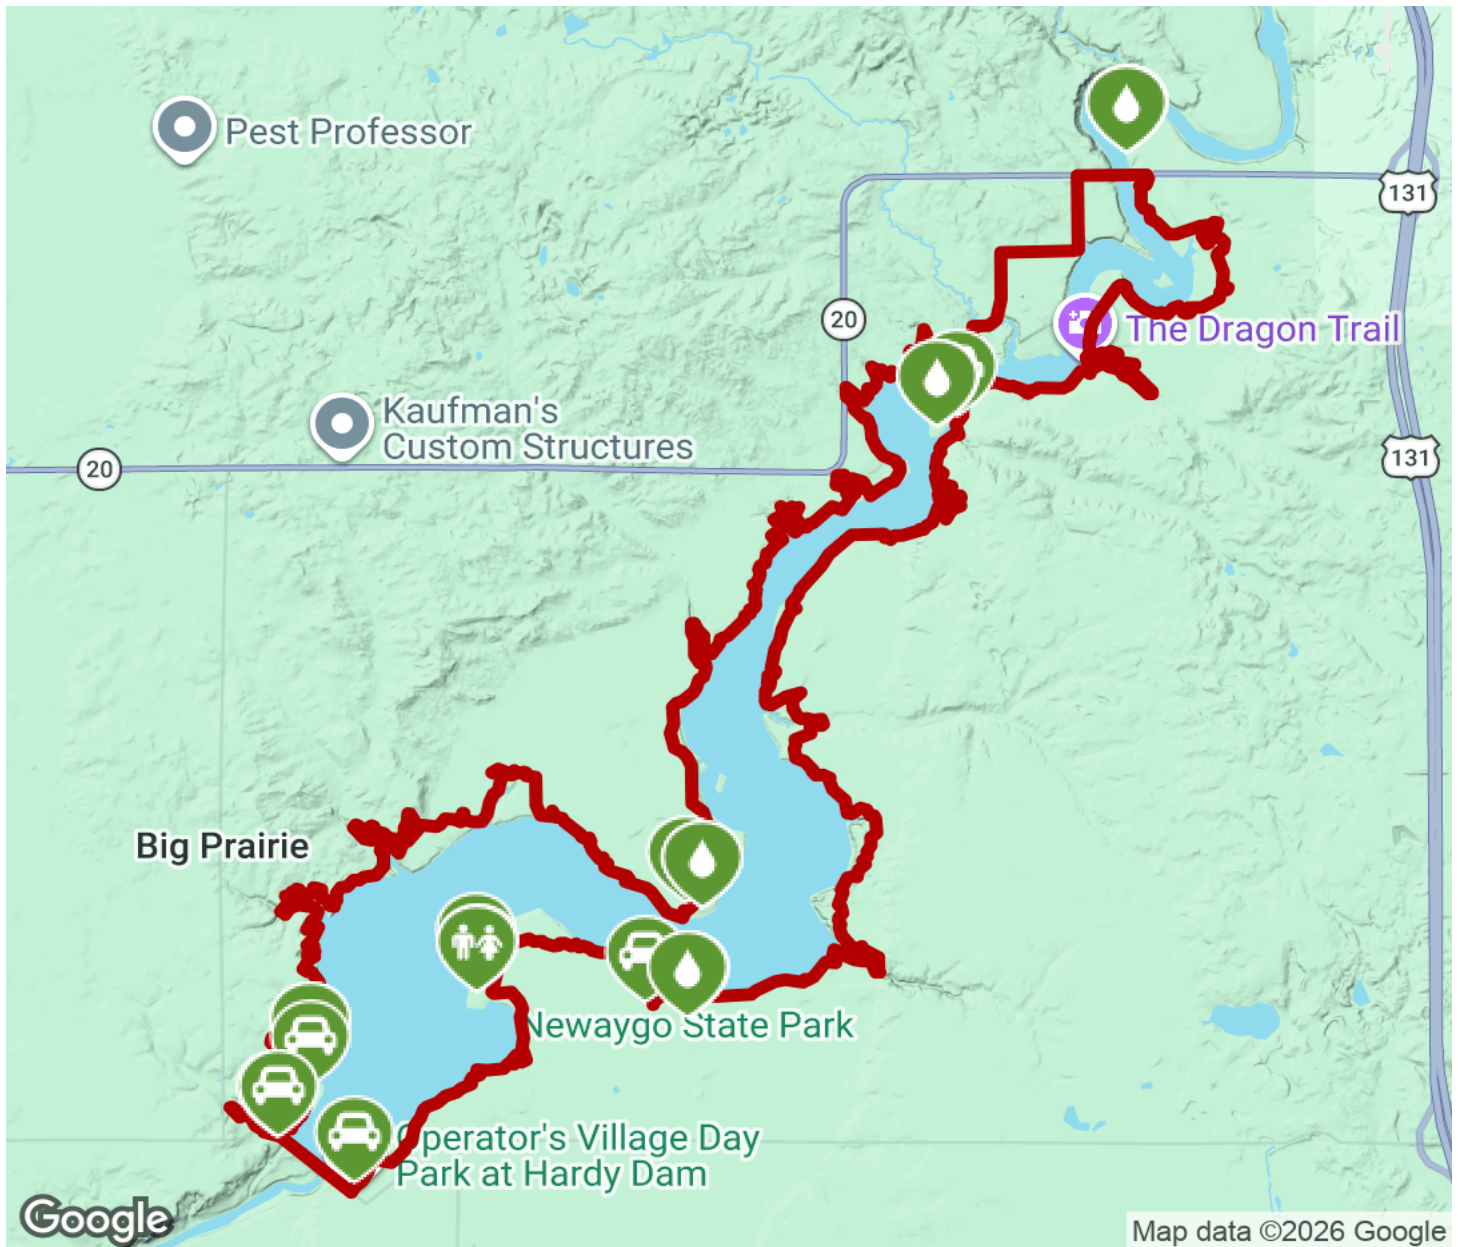 Pest Professor
131
20
The Dragon Trail
Kaufman's
Custom Structures
131
20
Big Prairie
Newaygo State Park
Operator's Village Day
Park at Hardy Dam
Google
Map data ©2026 Google